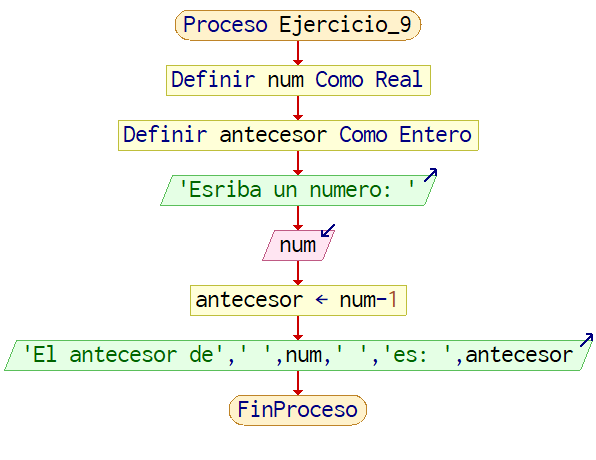 Proceso Ejercicio_9
Definir num Como Real
Definir antecesor Como Entero
'Esriba un numero: '
num
antecesor ← num-1
'El antecesor de',' ',num,' ','es: ',antecesor
FinProceso